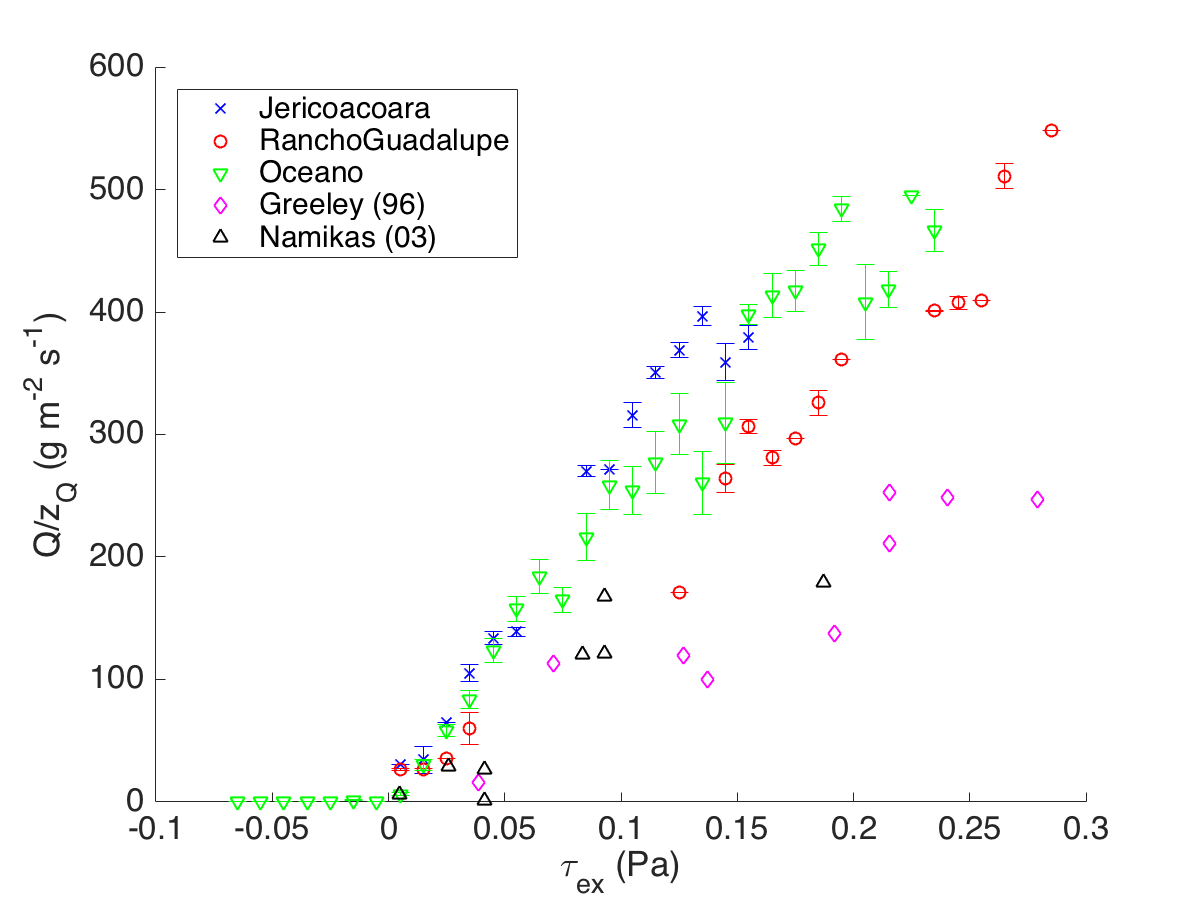 600
500
400
300
200
100
0
Q/z_Q (g m^-2 s^-1)
Jericoacoara
RanchoGuadalupe
Oceano
Greeley (96)
Namikas (03)
-0.1 -0.05 0 0.05 0.1 0.15 0.2 0.25 0.3
τ_ex (Pa)